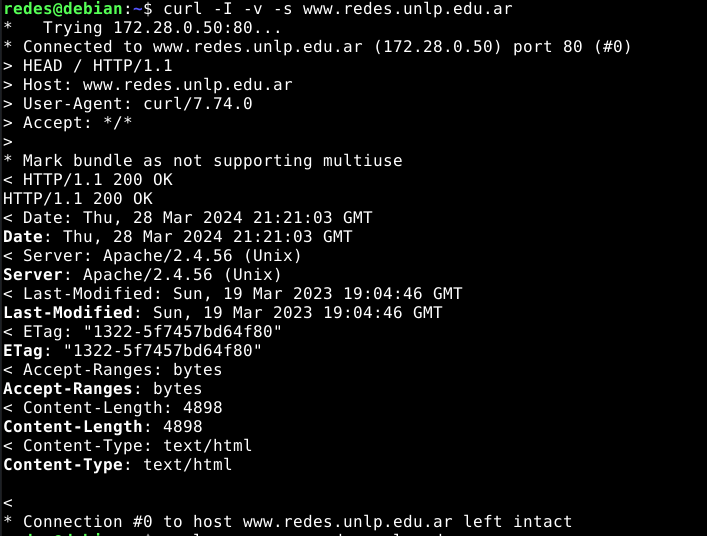 redes@debian:~$ curl -I -v -s www.redes.unlp.edu.ar
*   Trying 172.28.0.50:80...
* Connected to www.redes.unlp.edu.ar (172.28.0.50) port 80 (#0)
> HEAD / HTTP/1.1
> Host: www.redes.unlp.edu.ar
> User-Agent: curl/7.74.0
> Accept: */*
>
* Mark bundle as not supporting multiuse
< HTTP/1.1 200 OK
HTTP/1.1 200 OK
< Date: Thu, 28 Mar 2024 21:21:03 GMT
Date: Thu, 28 Mar 2024 21:21:03 GMT
< Server: Apache/2.4.56 (Unix)
Server: Apache/2.4.56 (Unix)
< Last-Modified: Sun, 19 Mar 2023 19:04:46 GMT
Last-Modified: Sun, 19 Mar 2023 19:04:46 GMT
< ETag: "1322-5f7457bd64f80"
ETag: "1322-5f7457bd64f80"
< Accept-Ranges: bytes
Accept-Ranges: bytes
< Content-Length: 4898
Content-Length: 4898
< Content-Type: text/html
Content-Type: text/html
<
* Connection #0 to host www.redes.unlp.edu.ar left intact